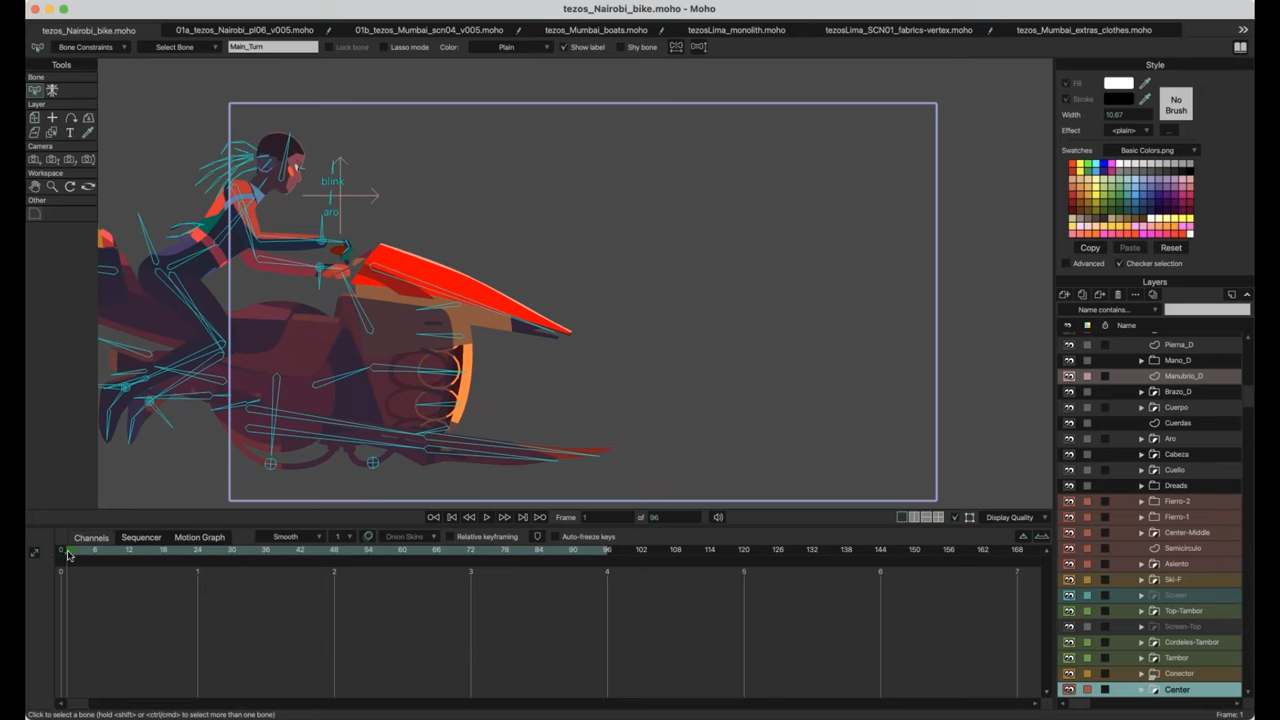 tezos_Nairobi_bike.moho - Moho
tezos_Nairobi_bike.moho 01a_tezos_Nairobi_pl06_v005.moho 01b_tezos_Mumbai_scn04_v005.moho tezos_Mumbai_boats.moho tezosLima_monolith.moho tezosLima_SCN01_fabrics-vertex.moho tezos_Mumbai_extras_clothes.moho
Bone Constraints Select Bone Main_Turn Lock bone Lasso mode Color: Plain Show label Shy bone
Tools
Bone
Layer
T
Camera
Workspace
Other
blink
aro
Style
Fill
Stroke
No Brush
Width 10.67
Effect <plain> ...
Swatches Basic Colors.png
Copy Paste Reset
Advanced Checker selection
Layers
Name contains...
Name
Pierna_D
Mano_D
Manubrio_D
Brazo_D
Cuerpo
Cuerdas
Aro
Cabeza
Cuello
Dreads
Fierro-2
Fierro-1
Center-Middle
Semicirculo
Asiento
Ski-F
Screen
Top-Tambor
Screen-Top
Cordeles-Tambor
Tambor
Conector
Center
Frame 1 of 96 Display Quality
Channels Sequencer Motion Graph Smooth 1 Onion Skins Relative keyframing Auto-freeze keys
0 6 12 18 24 30 36 42 48 54 60 66 72 78 84 90 96 102 108 114 120 126 132 138 144 150 156 162 168
0 1 2 3 4 5 6 7
Click to select a bone (hold <shift> or <ctrl/cmd> to select more than one bone) Frame: 1